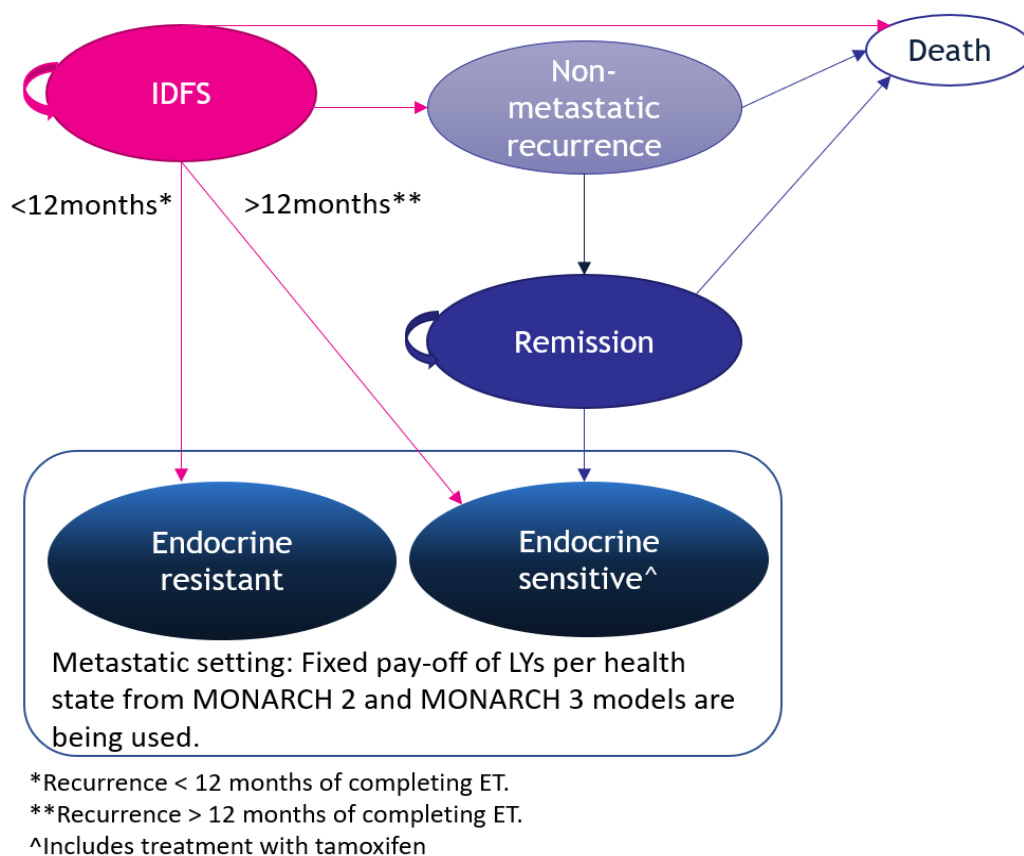 IDFS
Non-
metastatic
recurrence
Death
<12months*
>12months**
Remission
Endocrine
resistant
Endocrine
sensitive^
Metastatic setting: Fixed pay-off of LYs per health
state from MONARCH 2 and MONARCH 3 models are
being used.
*Recurrence < 12 months of completing ET.
**Recurrence > 12 months of completing ET.
^Includes treatment with tamoxifen